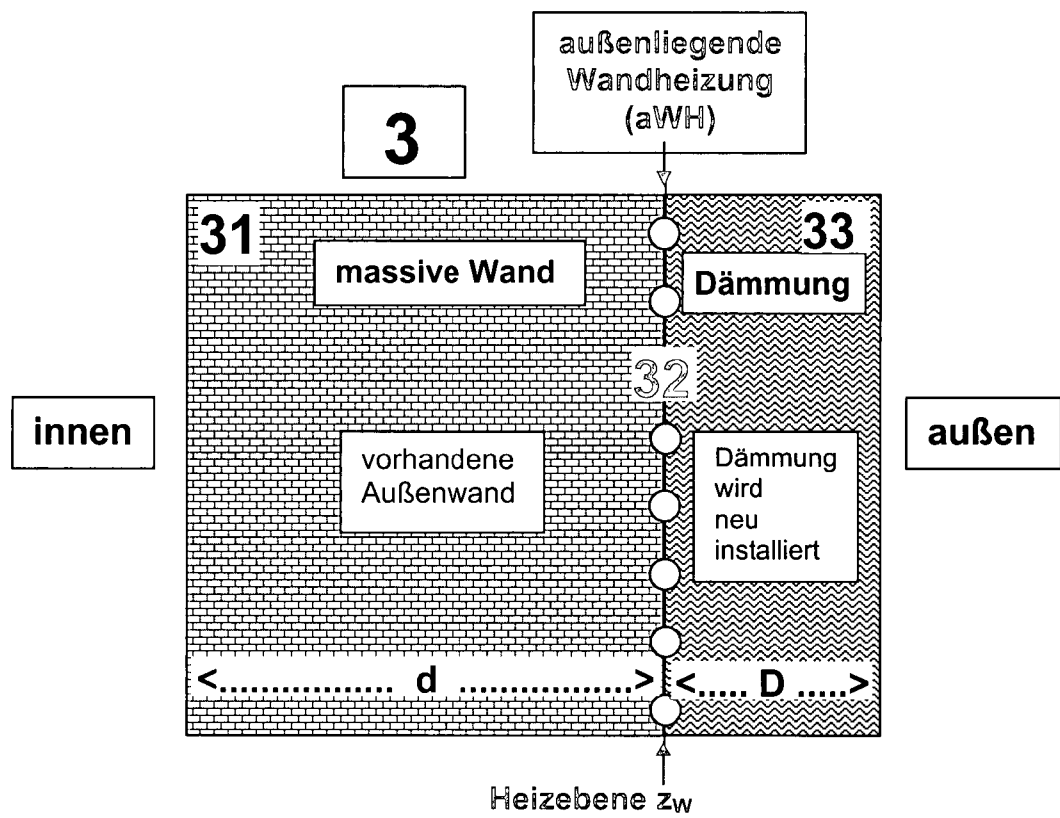 außenliegende
Wandheizung
(aWH)
3
31
33
massive Wand
Dämmung
32
innen
außen
vorhandene
Außenwand
Dämmung
wird
neu
installiert
<................. d .................>
<..... D .....>
Heizebene zW